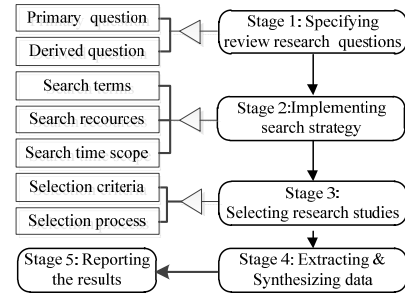 Primary question
Derived question
Stage 1: Specifying
review research questions
Search terms
Search recources
Search time scope
Stage 2:Implementing
search strategy
Selection criteria
Selection process
Stage 3:
Selecting research studies
Stage 4: Extracting &
Synthesizing data
Stage 5: Reporting
the results